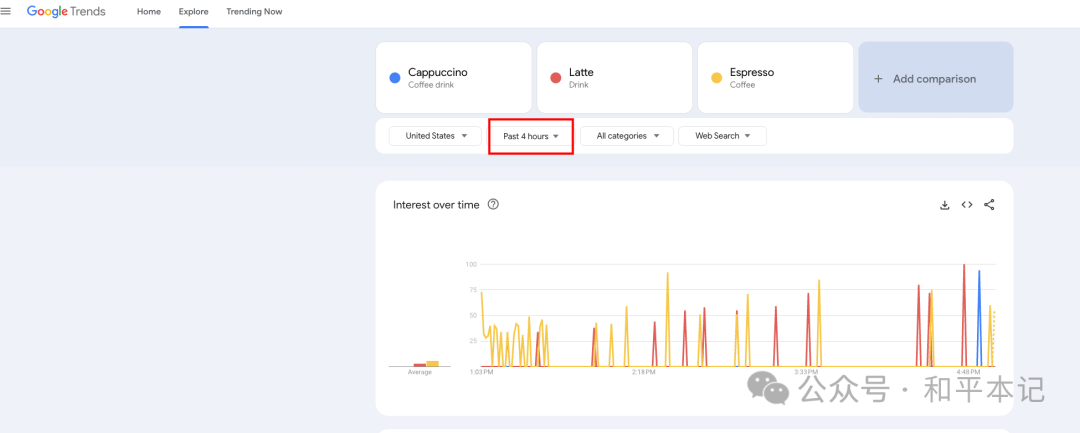 Google Trends Home Explore Trending Now
Cappuccino
Coffee drink
Latte
Drink
Espresso
Coffee
+ Add comparison
United States Past 4 hours All categories Web Search
Interest over time
100
75
50
25
Average
1:03 PM 2:18 PM 3:33 PM 4:48 PM
公众号 · 和平本记